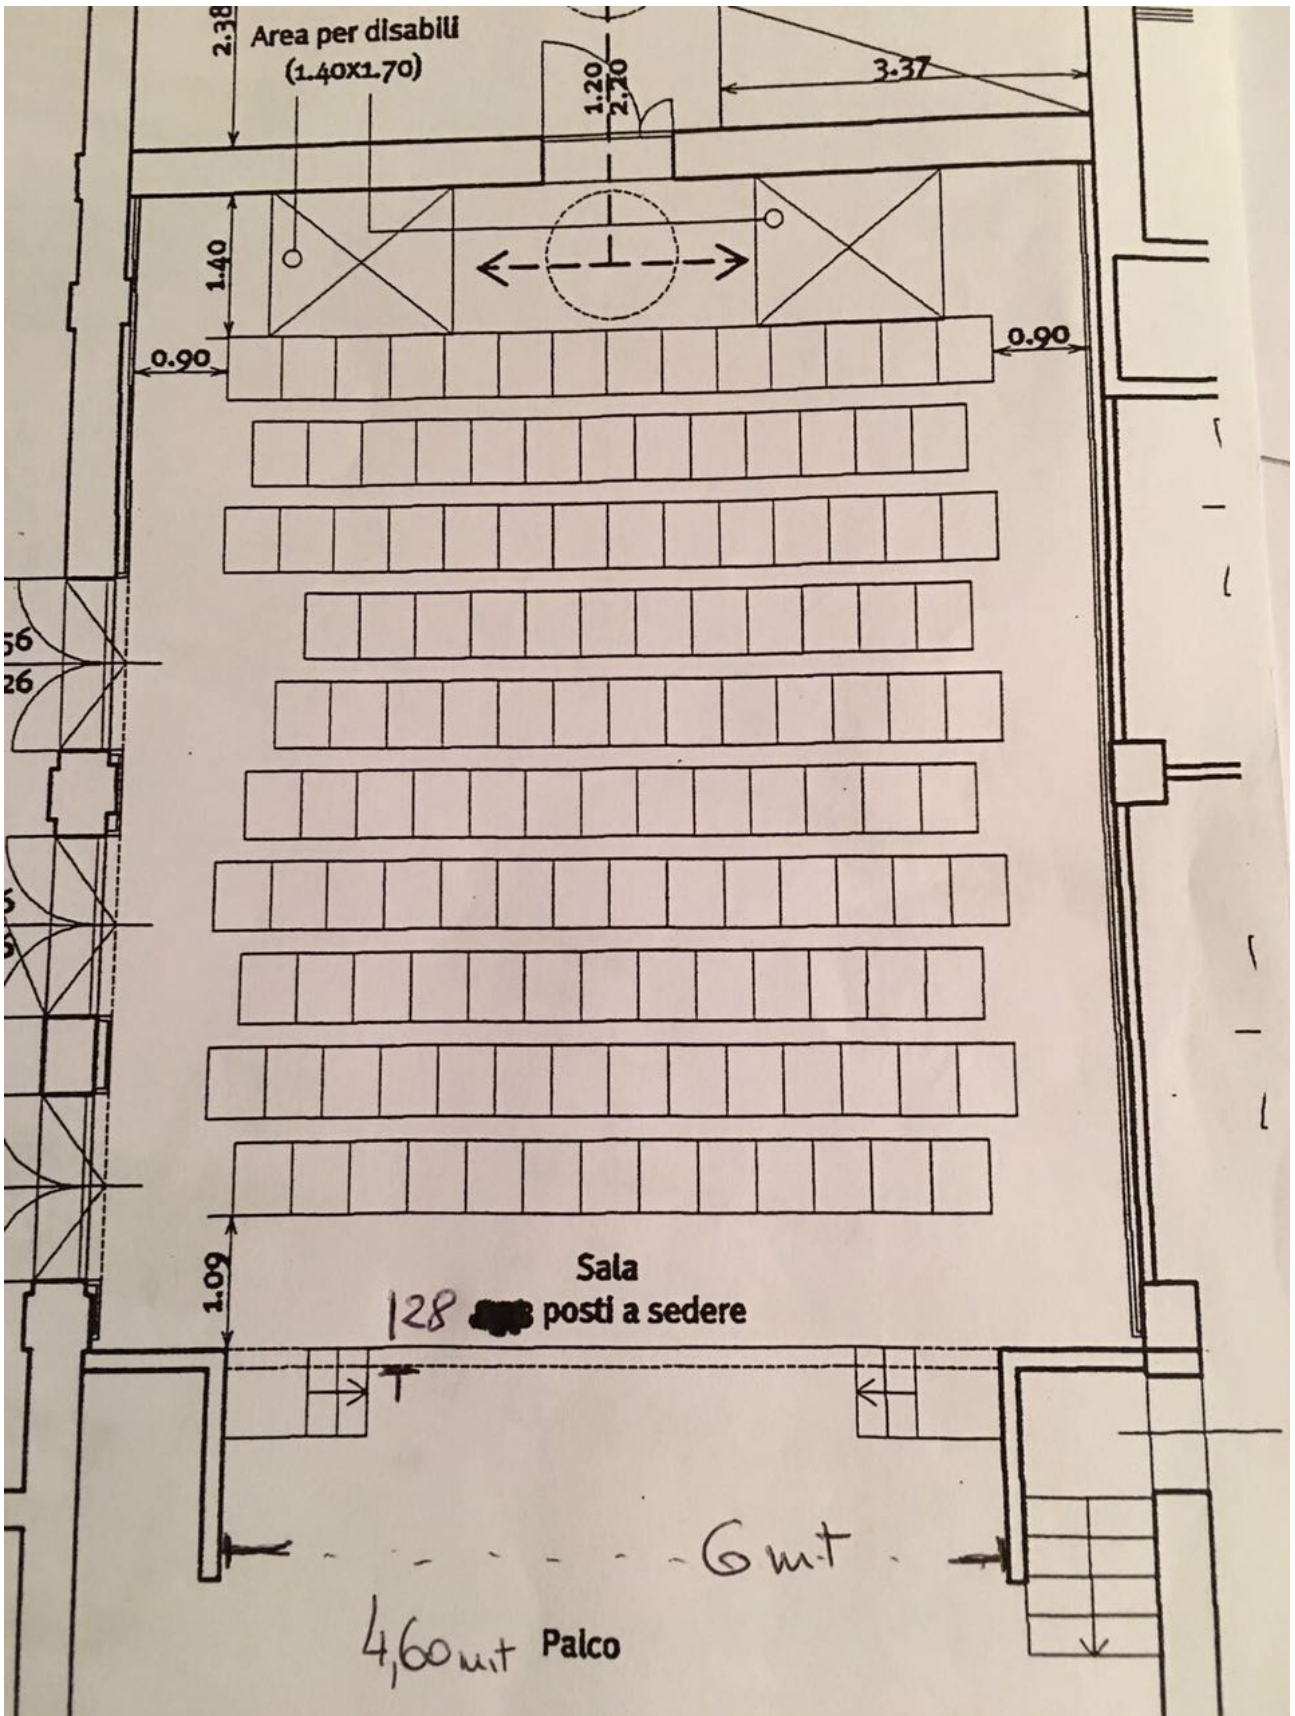 2.38
Area per disabili
(1.40x1.70)
1.20
2.20
3.37
1.40
0.90
0.90
56
26
1.09
Sala
128 posti a sedere
T
6 mt
4,60 mt Palco